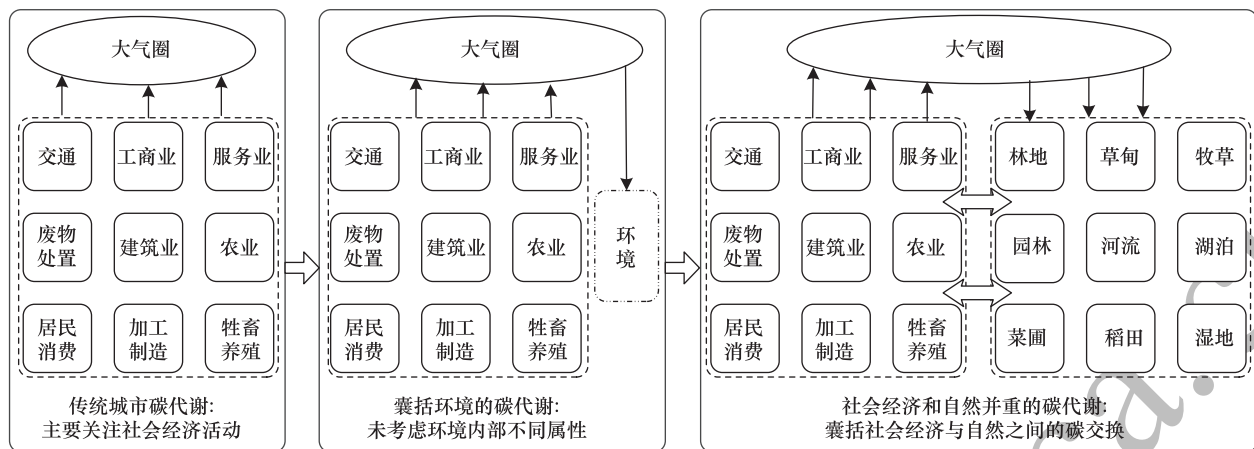 大气圈
交通
工商业
服务业
废物
处置
建筑业
农业
居民
消费
加工
制造
牲畜
养殖
传统城市碳代谢:
主要关注社会经济活动
大气圈
交通
工商业
服务业
废物
处置
建筑业
农业
居民
消费
加工
制造
牲畜
养殖
环
境
囊括环境的碳代谢:
未考虑环境内部不同属性
大气圈
交通
工商业
服务业
废物
处置
建筑业
农业
居民
消费
加工
制造
牲畜
养殖
林地
草甸
牧草
园林
河流
湖泊
菜圃
稻田
湿地
社会经济和自然并重的碳代谢:
囊括社会经济与自然之间的碳交换